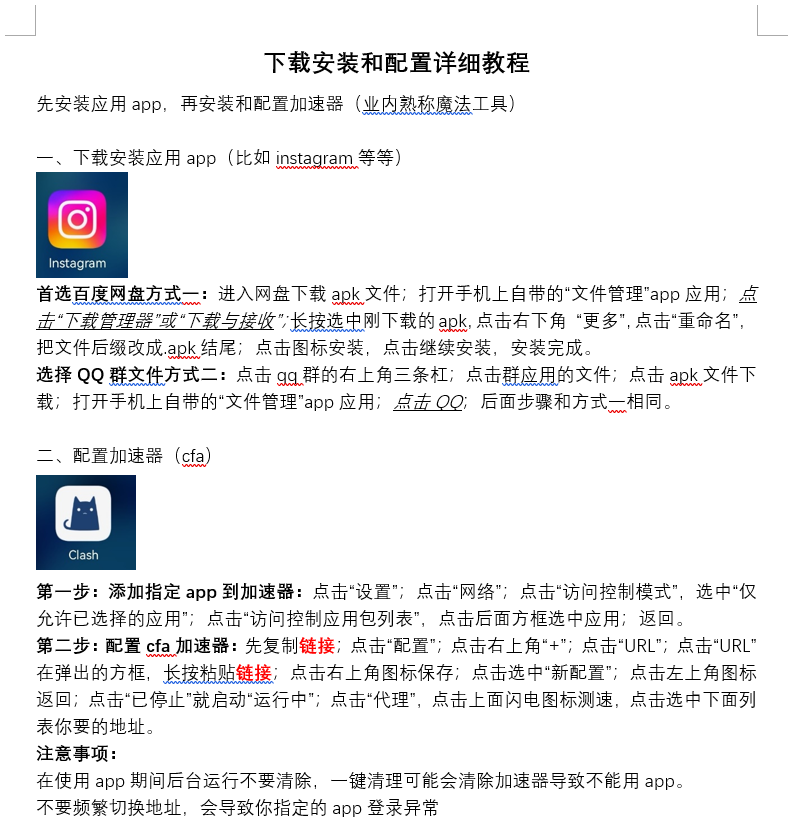 下载安装和配置详细教程
先安装应用 app，再安装和配置加速器（业内熟称魔法工具）
一、下载安装应用 app（比如 instagram 等等）
Instagram
首选百度网盘方式一：进入网盘下载 apk 文件；打开手机上自带的“文件管理”app 应用；点
击“下载管理器”或“下载与接收”；长按选中刚下载的 apk,点击右下角 “更多”,点击“重命名”，
把文件后缀改成.apk 结尾；点击图标安装，点击继续安装，安装完成。
选择 QQ 群文件方式二：点击 qq 群的右上角三条杠；点击群应用的文件；点击 apk 文件下
载；打开手机上自带的“文件管理”app 应用；点击 QQ；后面步骤和方式一相同。
二、配置加速器（cfa）
Clash
第一步：添加指定 app 到加速器：点击“设置”；点击“网络”；点击“访问控制模式”，选中“仅
允许已选择的应用”；点击“访问控制应用包列表”，点击后面方框选中应用；返回。
第二步：配置 cfa 加速器：先复制链接；点击“配置”；点击右上角“+”；点击“URL”；点击“URL”
在弹出的方框，长按粘贴链接；点击右上角图标保存；点击选中“新配置”；点击左上角图标
返回；点击“已停止”就启动“运行中”；点击“代理”，点击上面闪电图标测速，点击选中下面列
表你要的地址。
注意事项：
在使用 app 期间后台运行不要清除，一键清理可能会清除加速器导致不能用 app。
不要频繁切换地址，会导致你指定的 app 登录异常